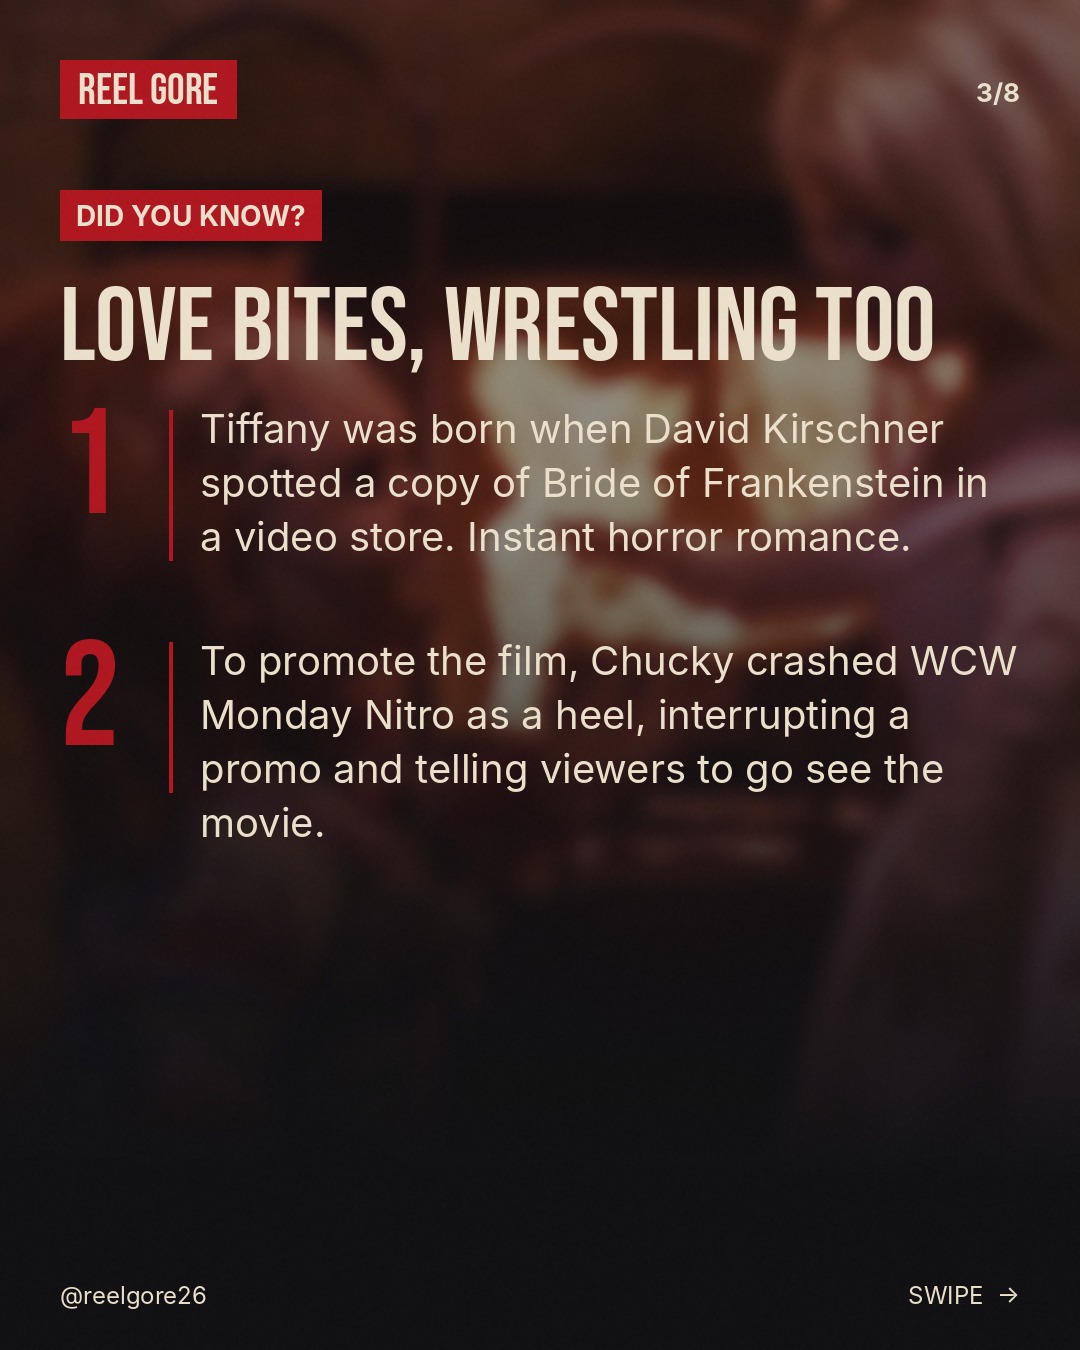 REEL GORE
3/8
DID YOU KNOW?
LOVE BITES, WRESTLING TOO
1
Tiffany was born when David Kirschner
spotted a copy of Bride of Frankenstein in
a video store. Instant horror romance.
2
To promote the film, Chucky crashed WCW
Monday Nitro as a heel, interrupting a
promo and telling viewers to go see the
movie.
@reelgore26
SWIPE →